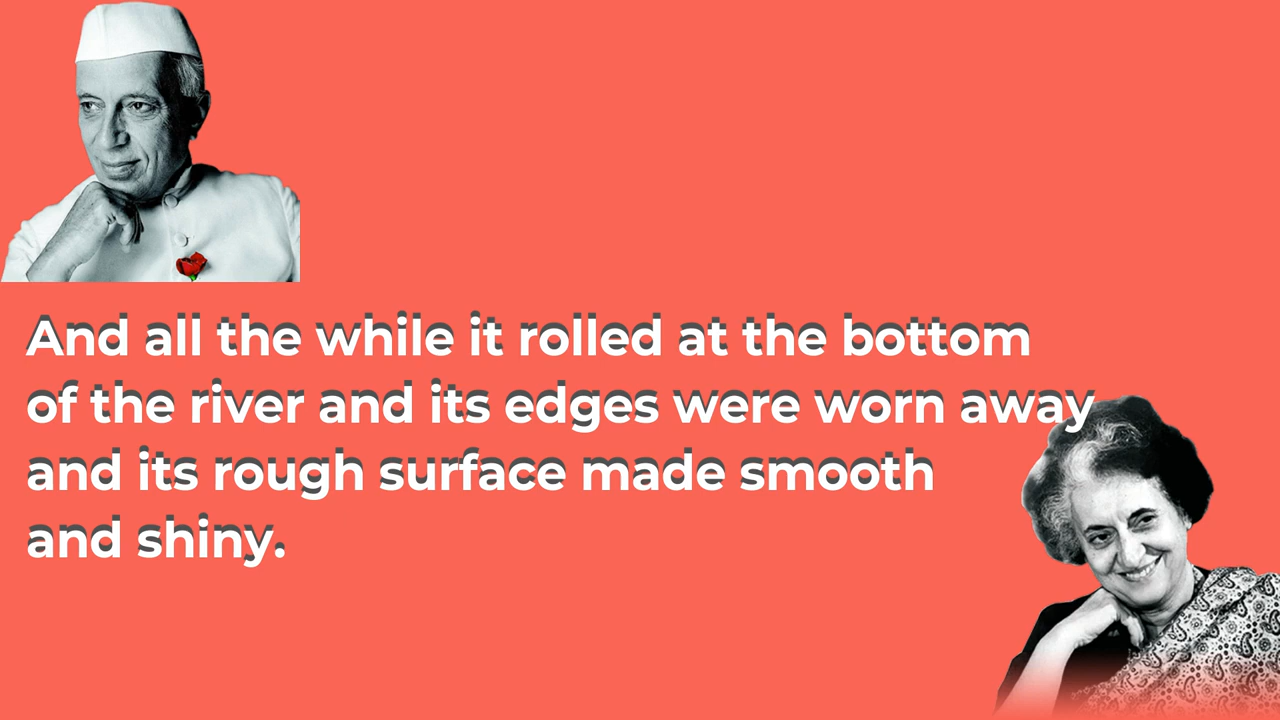 And all the while it rolled at the bottom
of the river and its edges were worn away
and its rough surface made smooth
and shiny.